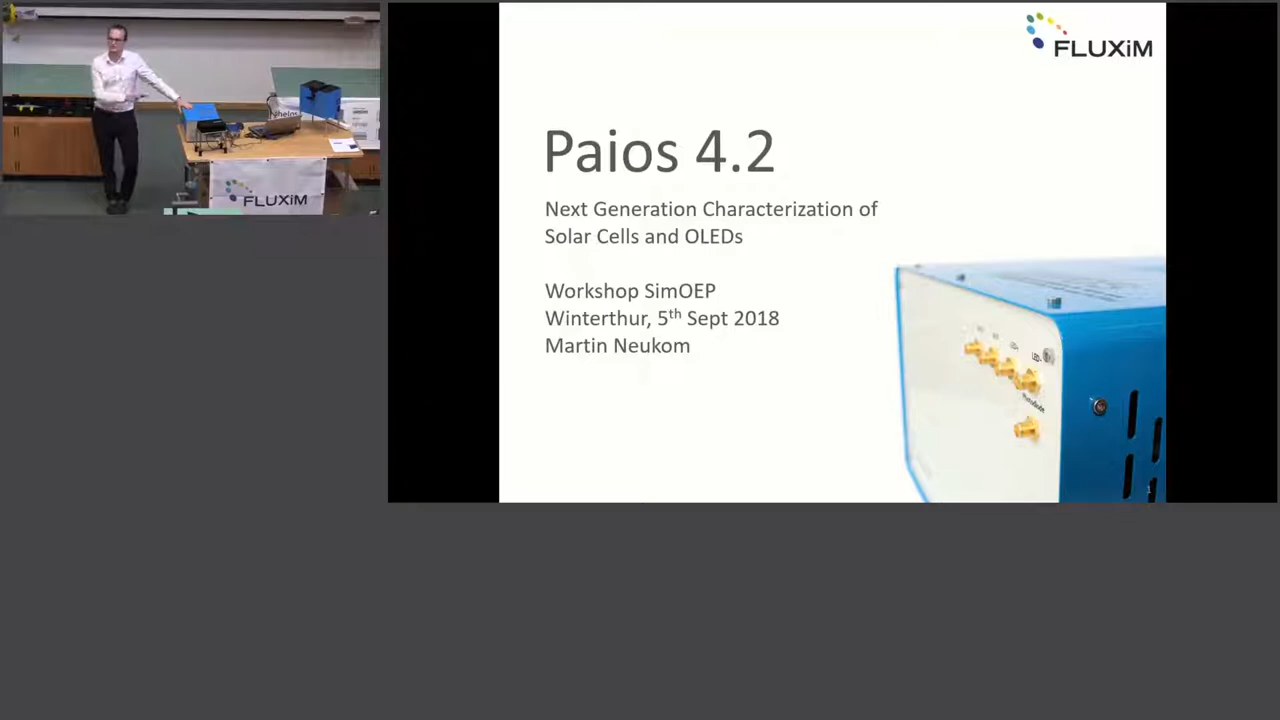 FLUXiM
Paios 4.2
Next Generation Characterization of
Solar Cells and OLEDs
Workshop SimOEP
Winterthur, 5th Sept 2018
Martin Neukom
FLUXiM